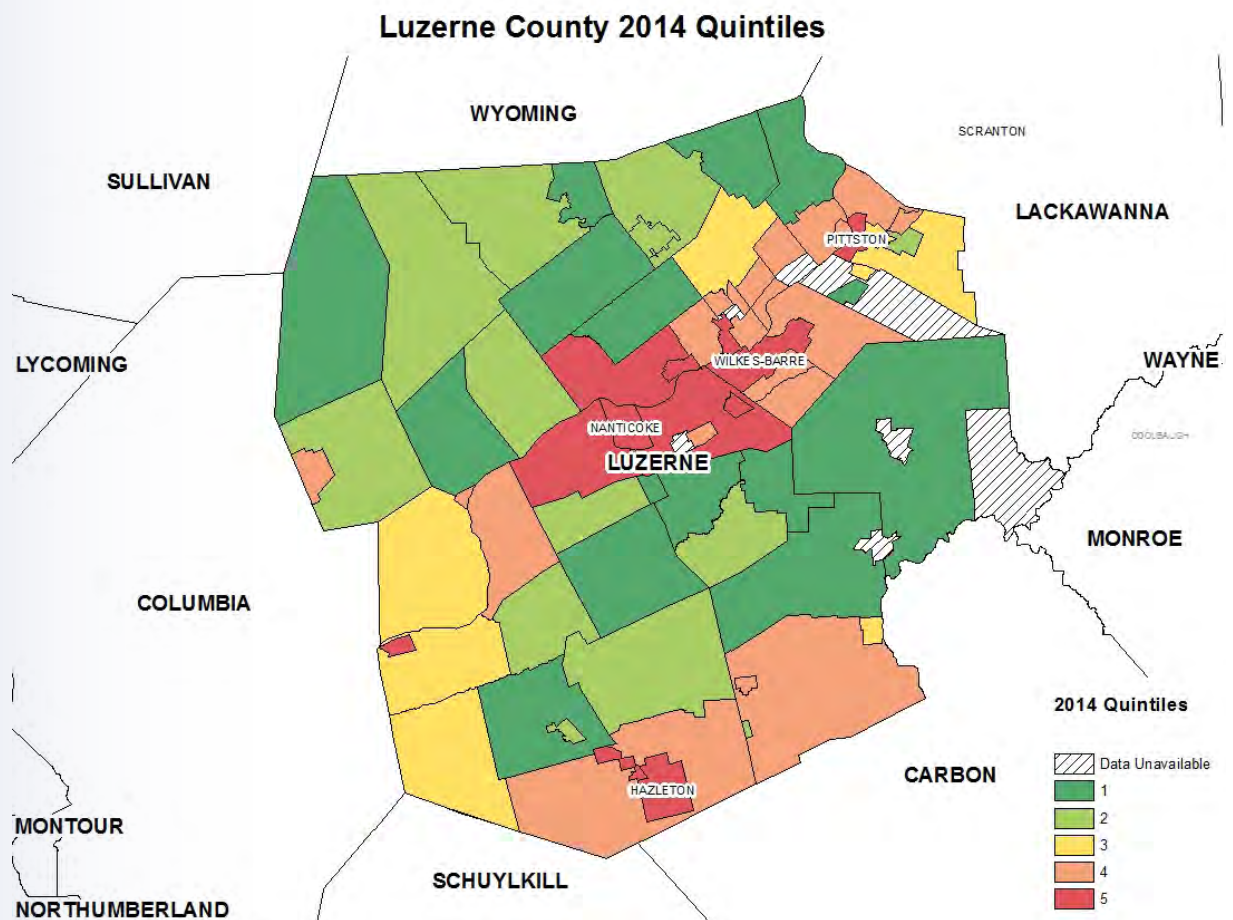 Luzerne County 2014 Quintiles
WYOMING
SCRANTON
SULLIVAN
LACKAWANNA
PITTSTON
LYCOMING
WILKES-BARRE
WAYNE
NANTICOKE
COOLBAUGH
LUZERNE
MONROE
COLUMBIA
2014 Quintiles
Data Unavailable
CARBON
1
HAZLETON
2
MONTOUR
3
4
SCHUYLKILL
5
NORTHUMBERLAND